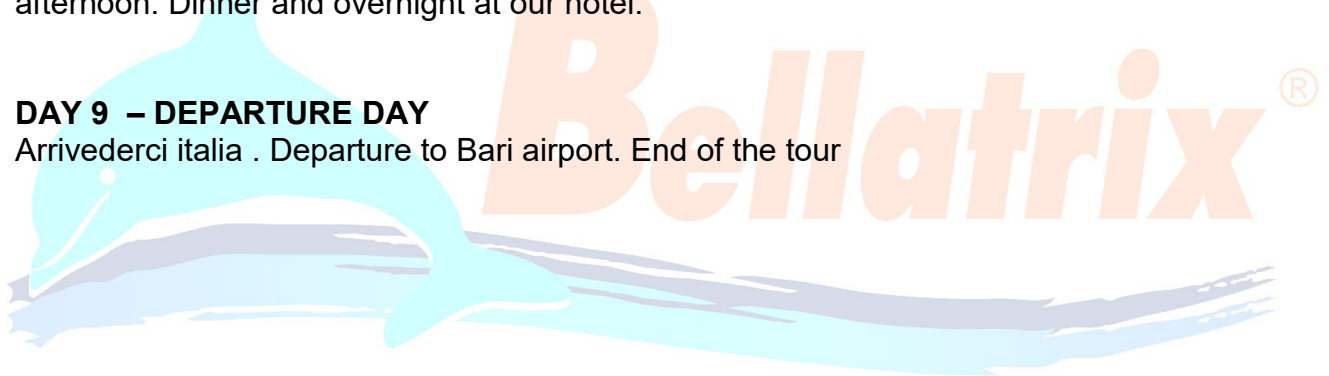 afternoon. Dinner and overnight at our hotel.
Bellatrix ®
DAY 9 – DEPARTURE DAY
Arrivederci italia . Departure to Bari airport. End of the tour